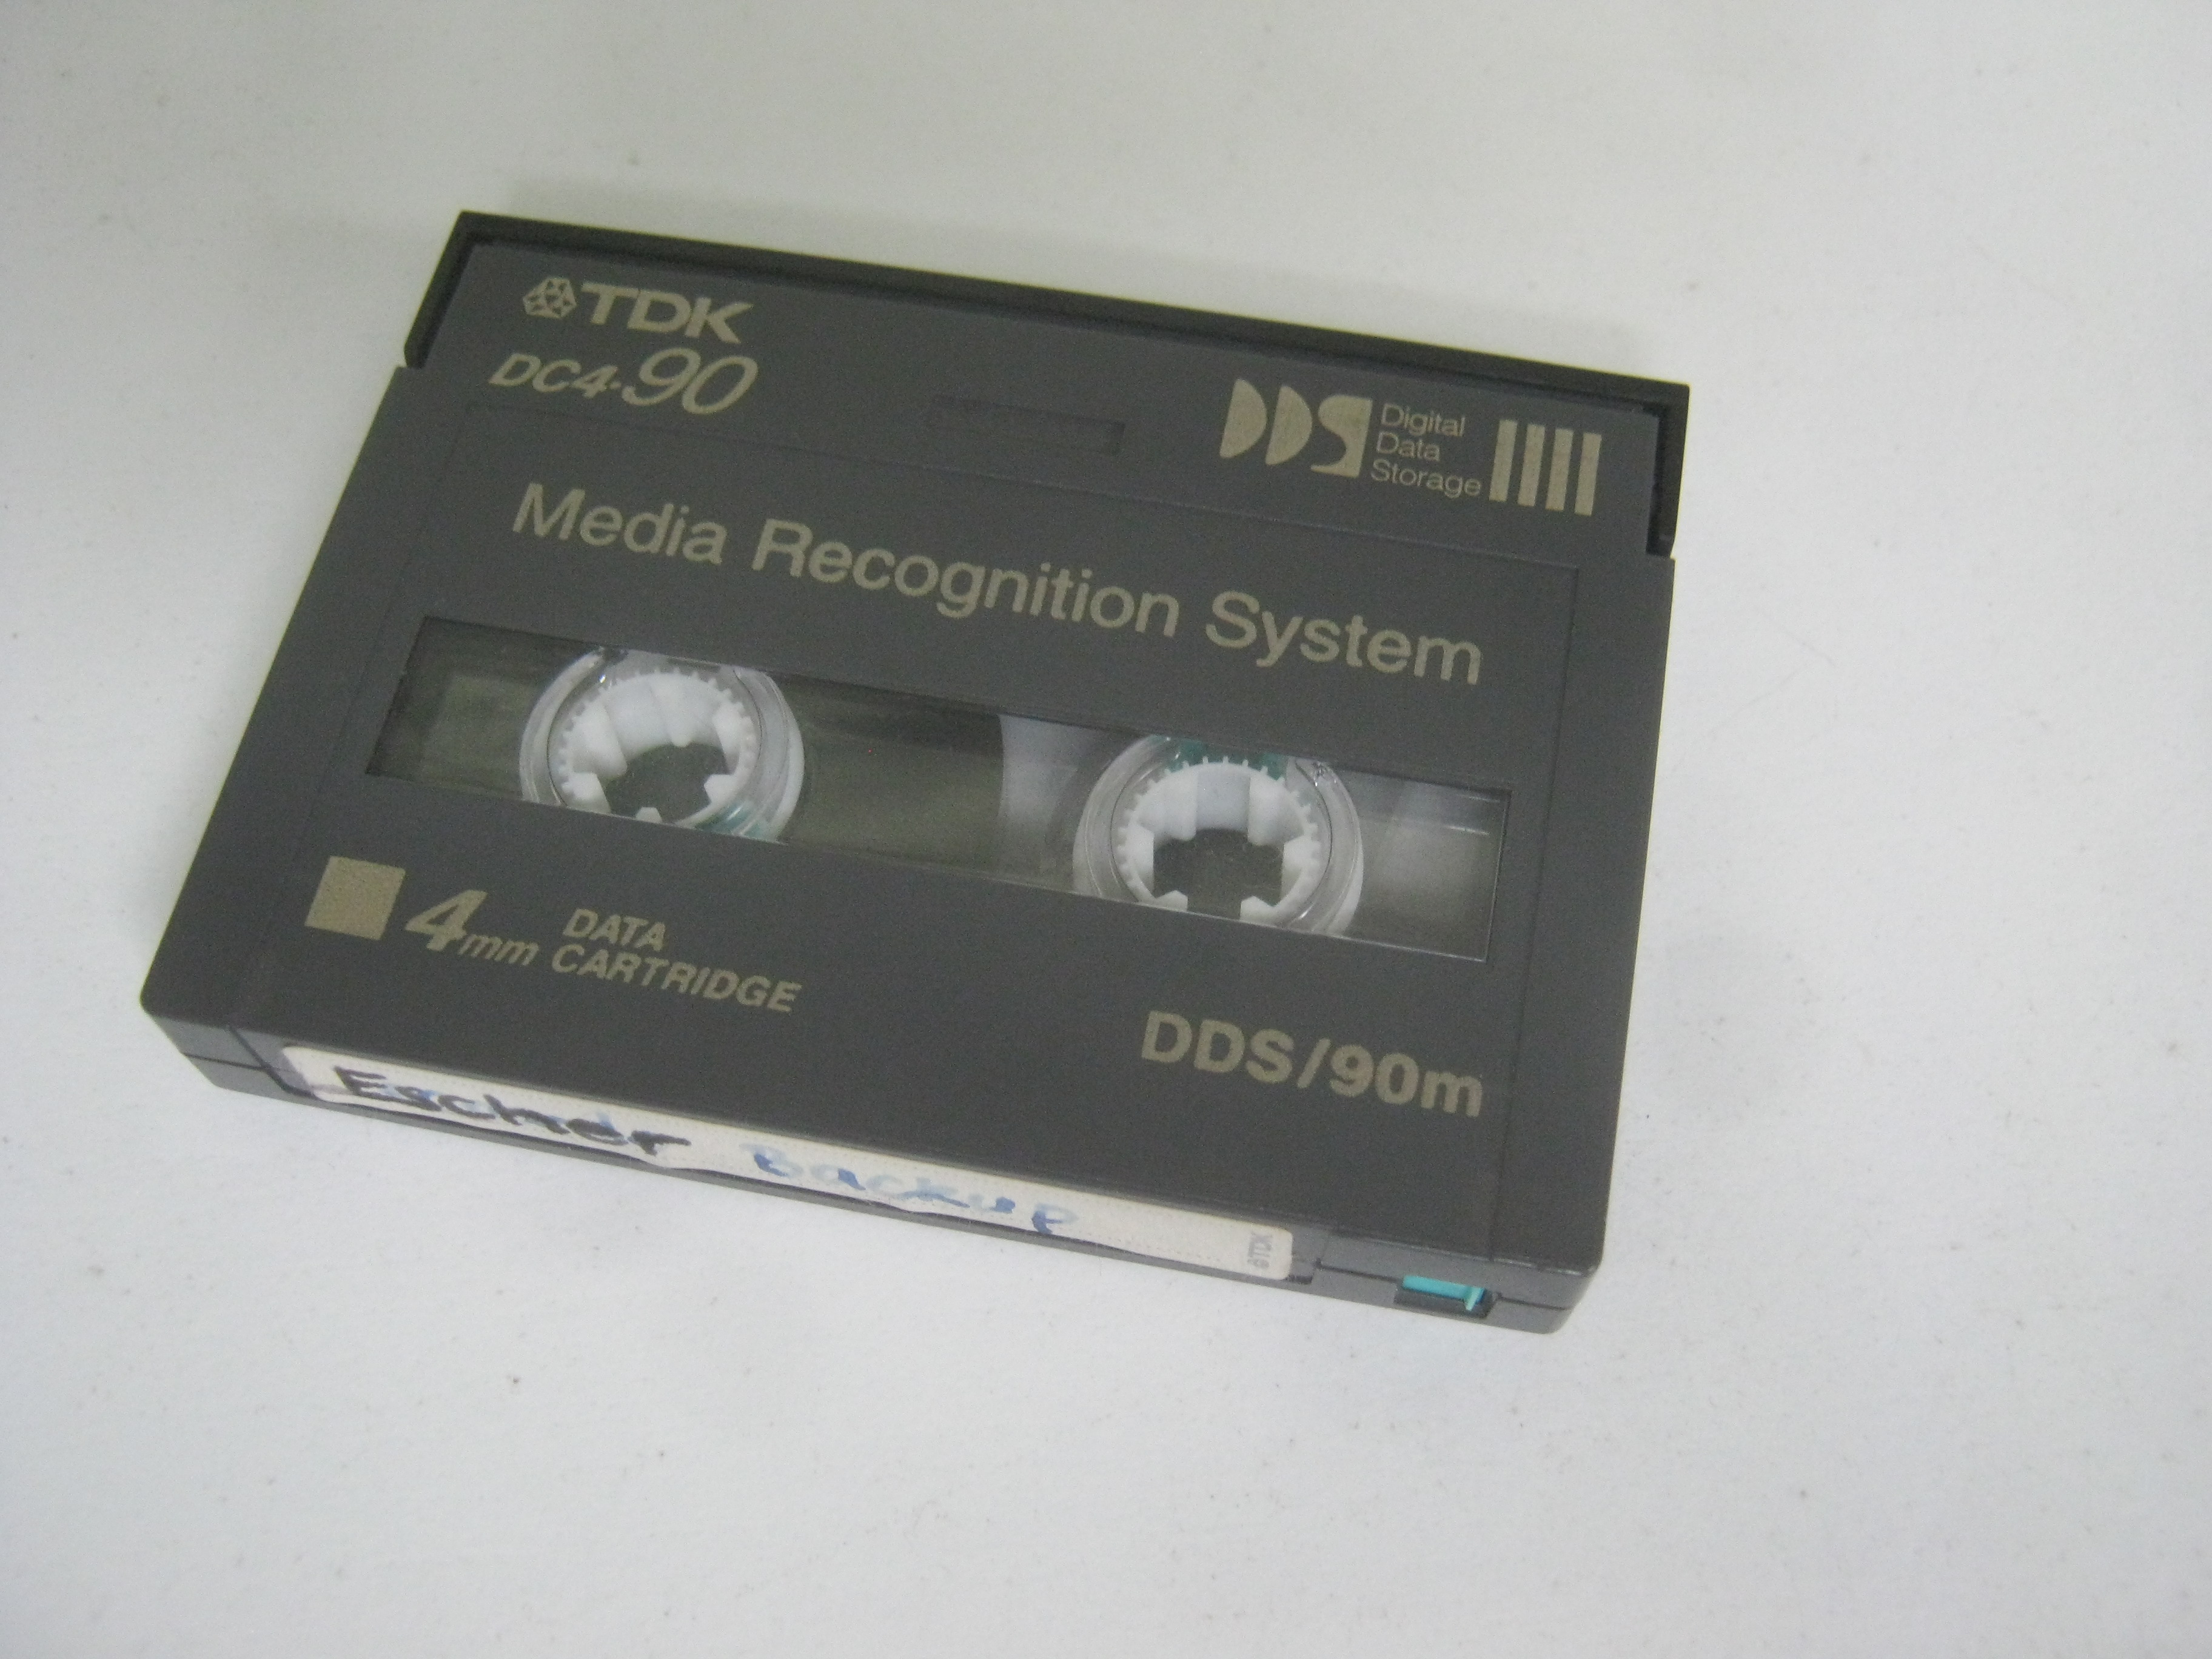 TDK
DC4-90
DDS Digital Data Storage
Media Recognition System
4mm DATA CARTRIDGE
DDS/90m
Escher Backup
TDK